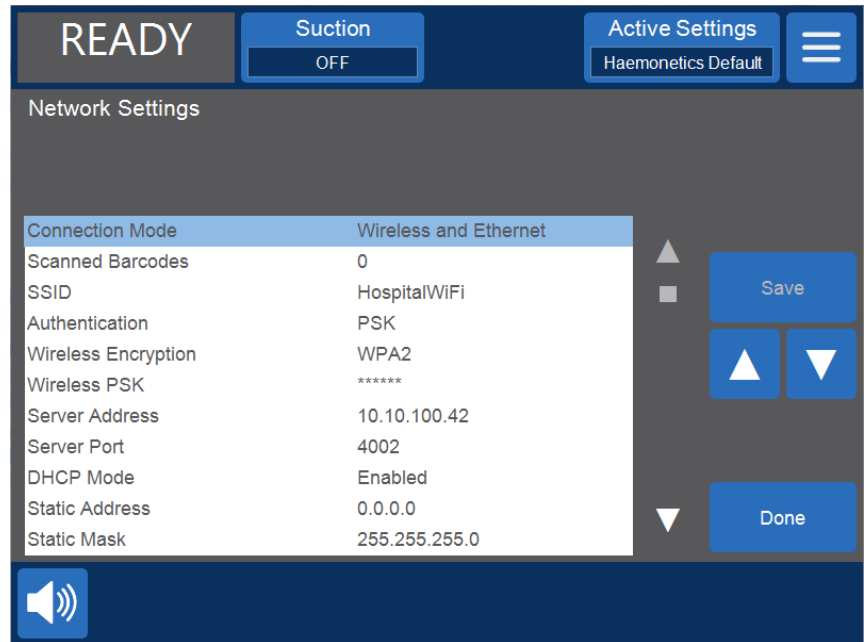 READY
Suction
OFF
Active Settings
Haemonetics Default
Network Settings
Connection Mode Wireless and Ethernet
Scanned Barcodes 0
SSID HospitalWiFi
Authentication PSK
Wireless Encryption WPA2
Wireless PSK ******
Server Address 10.10.100.42
Server Port 4002
DHCP Mode Enabled
Static Address 0.0.0.0
Static Mask 255.255.255.0
Save
Done